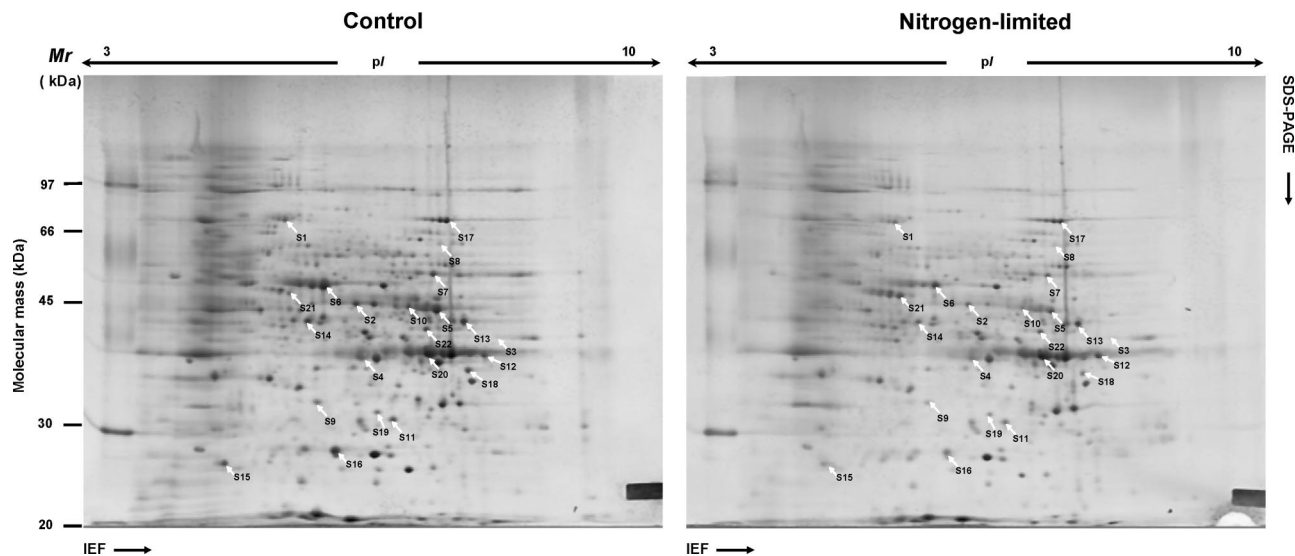 Control Nitrogen-limited
Mr 3 pI 10 3 pI 10
( kDa)
SDS-PAGE
Molecular mass (kDa)
97
66
45
30
20
S1 S17 S8 S7 S21 S6 S2 S10 S5 S14 S22 S13 S3 S4 S20 S12 S18 S9 S19 S11 S16 S15
S1 S17 S8 S7 S21 S6 S2 S10 S5 S14 S22 S13 S3 S4 S20 S12 S18 S9 S19 S11 S16 S15
IEF IEF